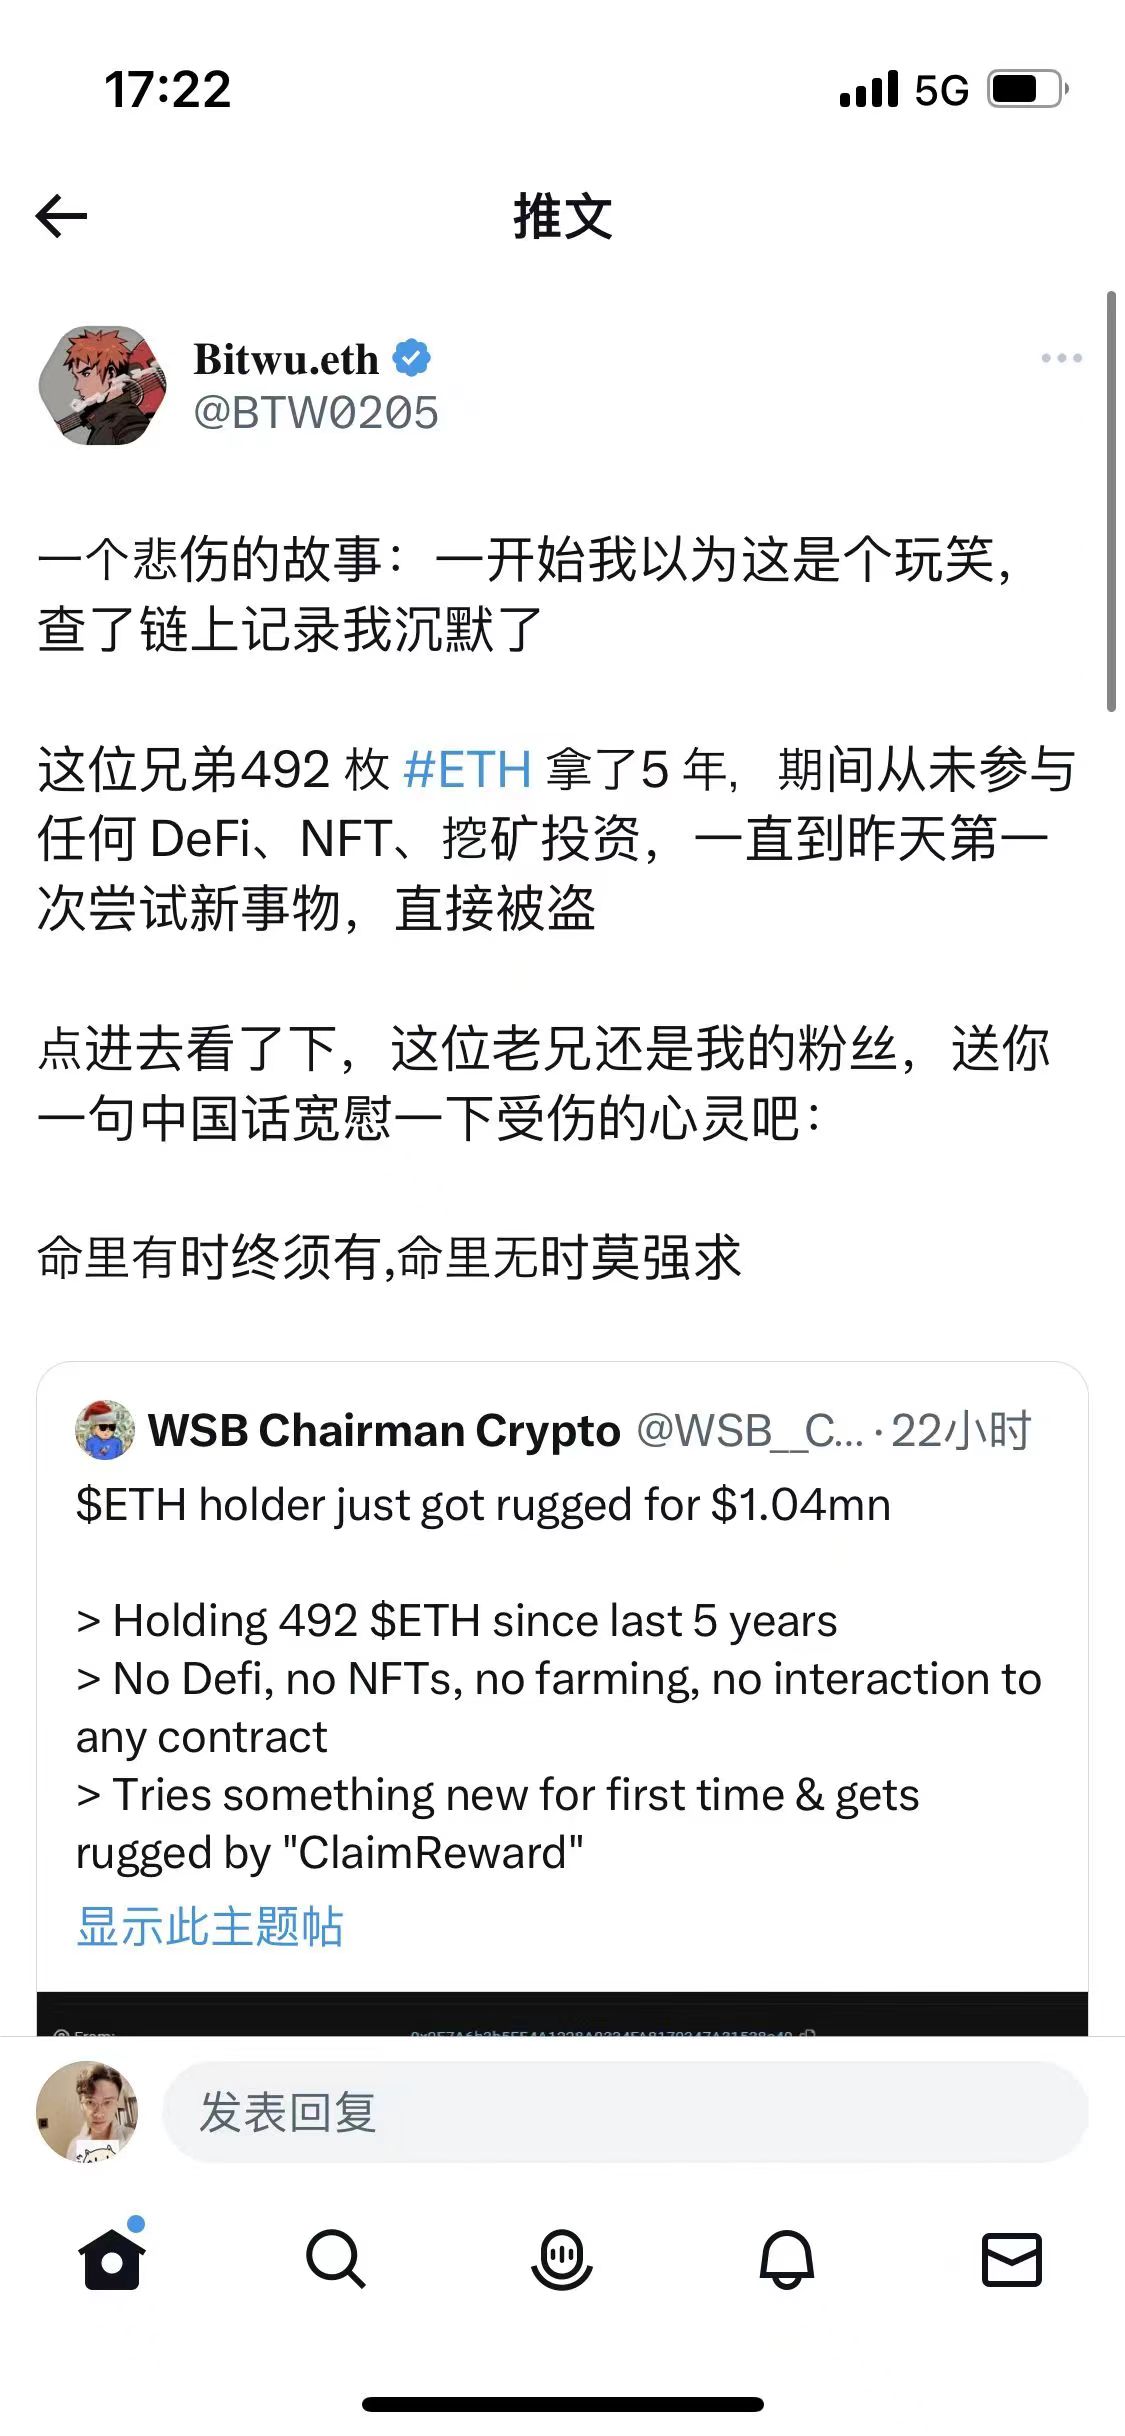 17:22
5G
推文
Bitwu.eth
@BTW0205
一个悲伤的故事：一开始我以为这是个玩笑，
查了链上记录我沉默了
这位兄弟492 枚 #ETH 拿了5 年，期间从未参与
任何 DeFi、NFT、挖矿投资，一直到昨天第一
次尝试新事物，直接被盗
点进去看了下，这位老兄还是我的粉丝，送你
一句中国话宽慰一下受伤的心灵吧：
命里有时终须有,命里无时莫强求
WSB Chairman Crypto @WSB__C... · 22小时
$ETH holder just got rugged for $1.04mn
> Holding 492 $ETH since last 5 years
> No Defi, no NFTs, no farming, no interaction to
any contract
> Tries something new for first time & gets
rugged by "ClaimReward"
显示此主题帖
From:
发表回复